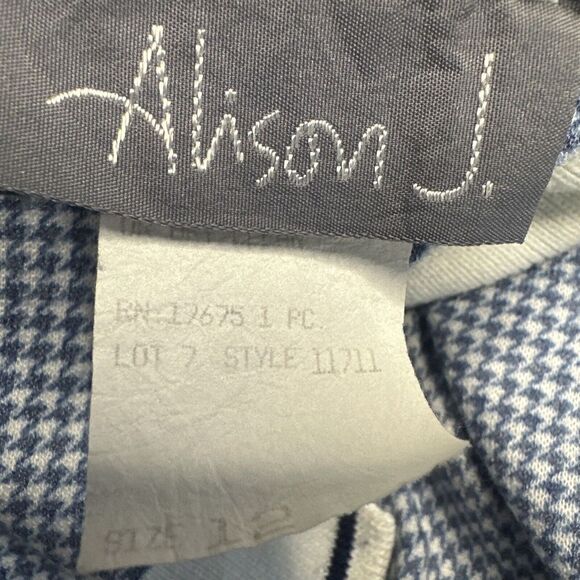 Alison J.
RN:17675 1 PC.
LOT 7 STYLE 11711
SIZE 12